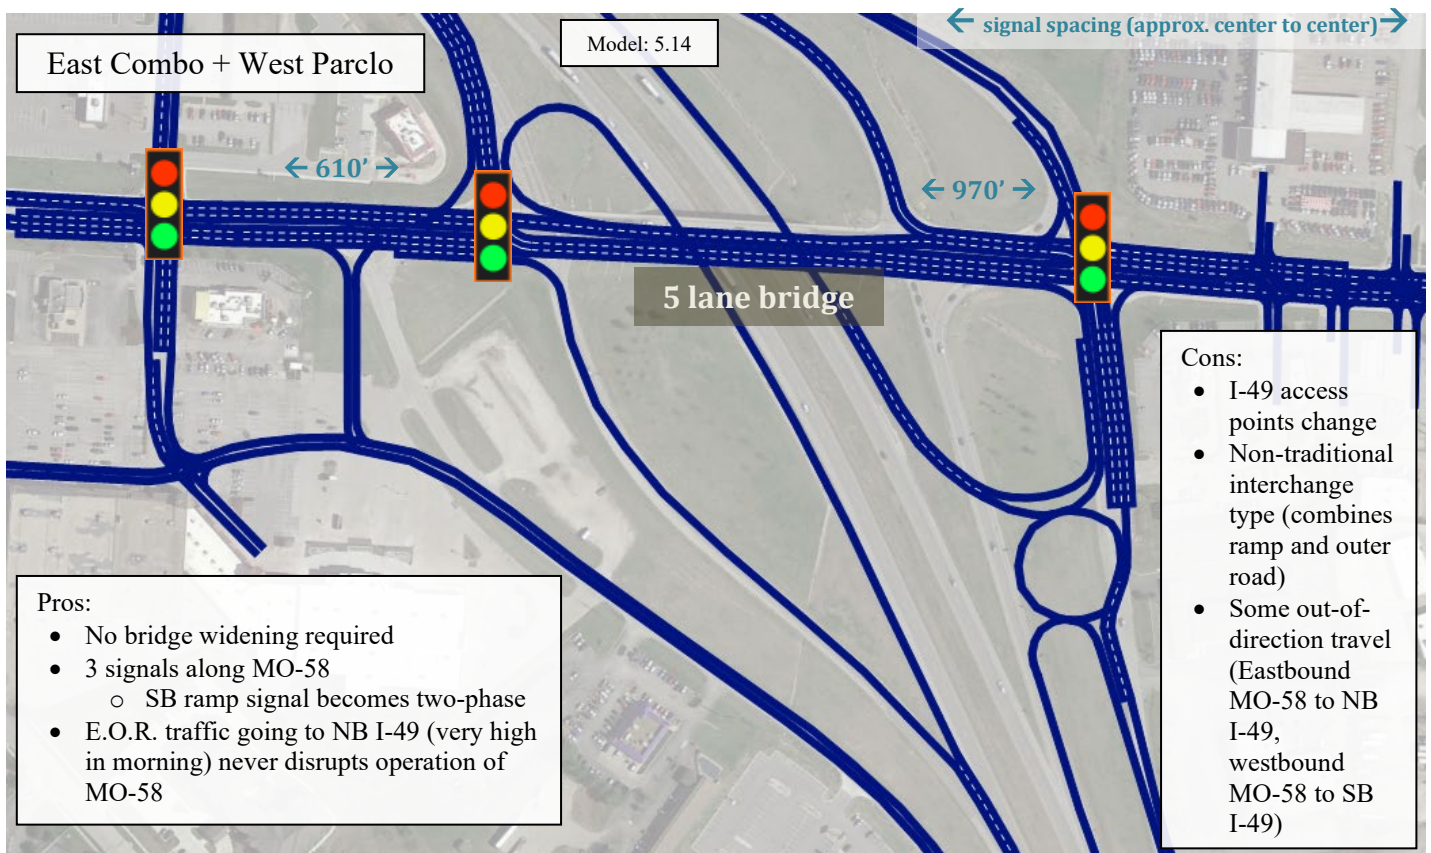 ← signal spacing (approx. center to center) →
Model: 5.14
East Combo + West Parclo
← 610’ →
← 970’ →
5 lane bridge
Cons:
• I-49 access
points change
• Non-traditional
interchange
type (combines
ramp and outer
road)
• Some out-of-
direction travel
(Eastbound
MO-58 to NB
I-49,
westbound
MO-58 to SB
I-49)
Pros:
• No bridge widening required
• 3 signals along MO-58
o SB ramp signal becomes two-phase
• E.O.R. traffic going to NB I-49 (very high
in morning) never disrupts operation of
MO-58